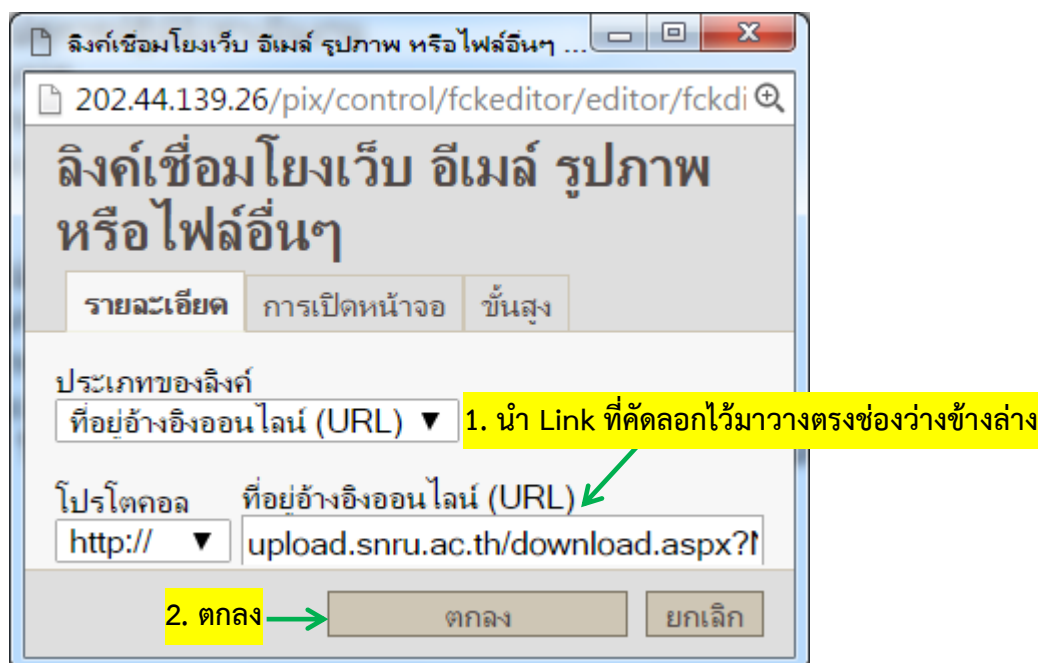 ลิงค์เชื่อมโยงเว็บ อีเมล์ รูปภาพ หรือไฟล์อื่นๆ ...
202.44.139.26/pix/control/fckeditor/editor/fckdi
ลิงค์เชื่อมโยงเว็บ อีเมล์ รูปภาพ
หรือไฟล์อื่นๆ
รายละเอียด การเปิดหน้าจอ ขั้นสูง
ประเภทของลิงค์
ที่อยู่อ้างอิงออนไลน์ (URL) ▼
1. นำ Link ที่คัดลอกไว้มาวางตรงช่องว่างข้างล่าง
โปรโตคอล ที่อยู่อ้างอิงออนไลน์ (URL)
http:// ▼ upload.snru.ac.th/download.aspx?
2. ตกลง ตกลง ยกเลิก